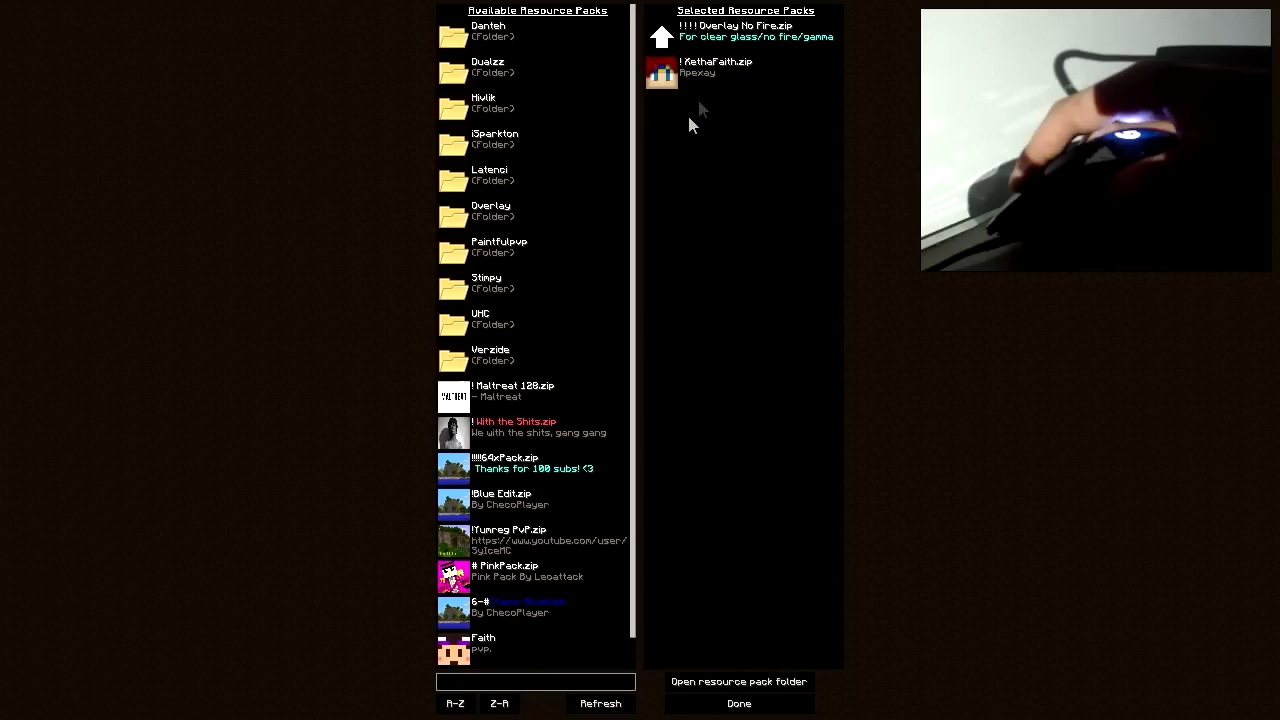 Available Resource Packs
Danteh
(Folder)
Dualzz
(Folder)
Hivlik
(Folder)
iSparkton
(Folder)
Latenci
(Folder)
Overlay
(Folder)
Paintfulpvp
(Folder)
Stimpy
(Folder)
UHC
(Folder)
Verzide
(Folder)
MALTREAT
! Maltreat 128.zip
- Maltreat
! With the Shits.zip
We with the shits, gang gang
!!!!!64xPack.zip
Thanks for 100 subs! <3
!Blue Edit.zip
By ChecoPlayer
!Yumreg PvP.zip
https://www.youtube.com/user/
SyIceMC
# PinkPack.zip
Pink Pack By Leoattack
6-#
By ChecoPlayer
Faith
pvp.
A-Z
Z-A
Refresh
Selected Resource Packs
!!!! Overlay No Fire.zip
For clear glass/no fire/gamma
! XethaFaith.zip
Apexay
Open resource pack folder
Done